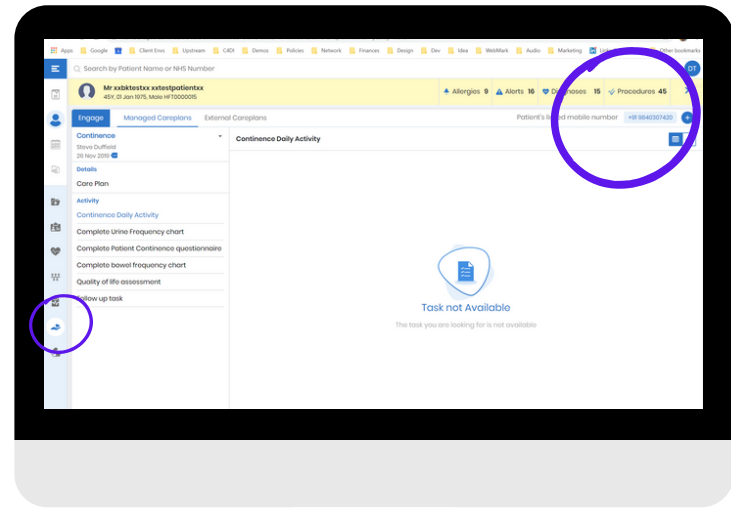 Apps Google Client Envs Upstream C4DI Demos Policies Network Finances Design Dev Idea WebMark Audio Marketing Other bookmarks
Search by Patient Name or NHS Number DT
Mr xxbktestxx xxtestpatientxx
45Y, 01 Jan 1975, Male HFT0000015
Allergies 9 Alerts 16 Diagnoses 15 Procedures 45
Engage Managed Careplans External Careplans Patient's mobile number +91 9840307420
Continence
Steve Duffield
26 Nov 2019
Details
Care Plan
Activity
Continence Daily Activity
Complete Urine Frequency chart
Complete Patient Continence questionnaire
Complete bowel frequency chart
Quality of life assessment
Follow up task
Continence Daily Activity
Task not Available
The task you are looking for is not available